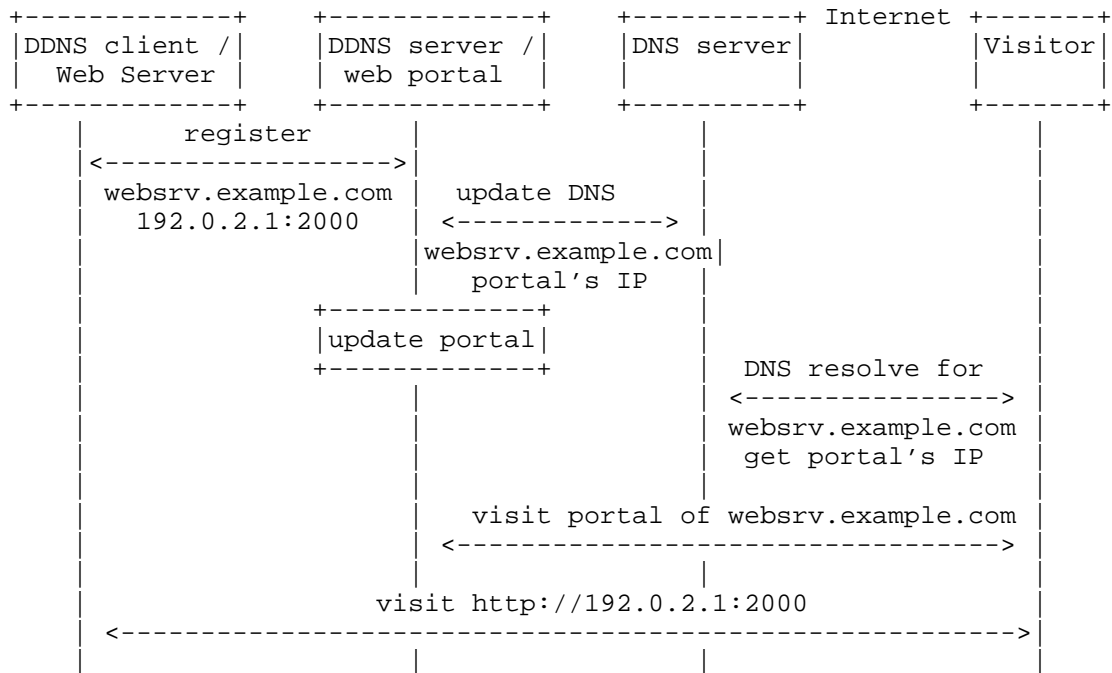 Internet
DDNS client / DDNS server / DNS server Visitor
Web Server web portal
register
websrv.example.com update DNS
192.0.2.1:2000
websrv.example.com
portal's IP
update portal
DNS resolve for
websrv.example.com
get portal's IP
visit portal of websrv.example.com
visit http://192.0.2.1:2000